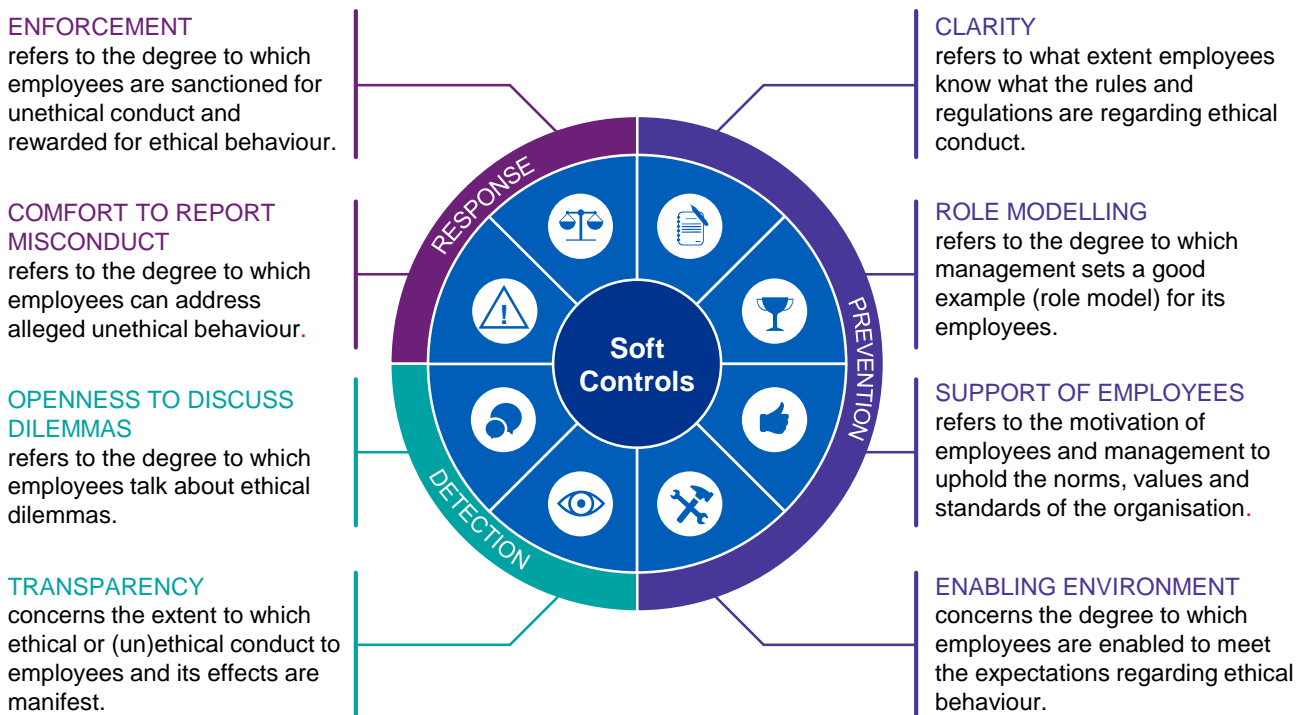 ENFORCEMENT
refers to the degree to which
employees are sanctioned for
unethical conduct and
rewarded for ethical behaviour.
COMFORT TO REPORT
MISCONDUCT
refers to the degree to which
employees can address
alleged unethical behaviour.
OPENNESS TO DISCUSS
DILEMMAS
refers to the degree to which
employees talk about ethical
dilemmas.
TRANSPARENCY
concerns the extent to which
ethical or (un)ethical conduct to
employees and its effects are
manifest.
RESPONSE
DETECTION
PREVENTION
Soft
Controls
!
CLARITY
refers to what extent employees
know what the rules and
regulations are regarding ethical
conduct.
ROLE MODELLING
refers to the degree to which
management sets a good
example (role model) for its
employees.
SUPPORT OF EMPLOYEES
refers to the motivation of
employees and management to
uphold the norms, values and
standards of the organisation.
ENABLING ENVIRONMENT
concerns the degree to which
employees are enabled to meet
the expectations regarding ethical
behaviour.